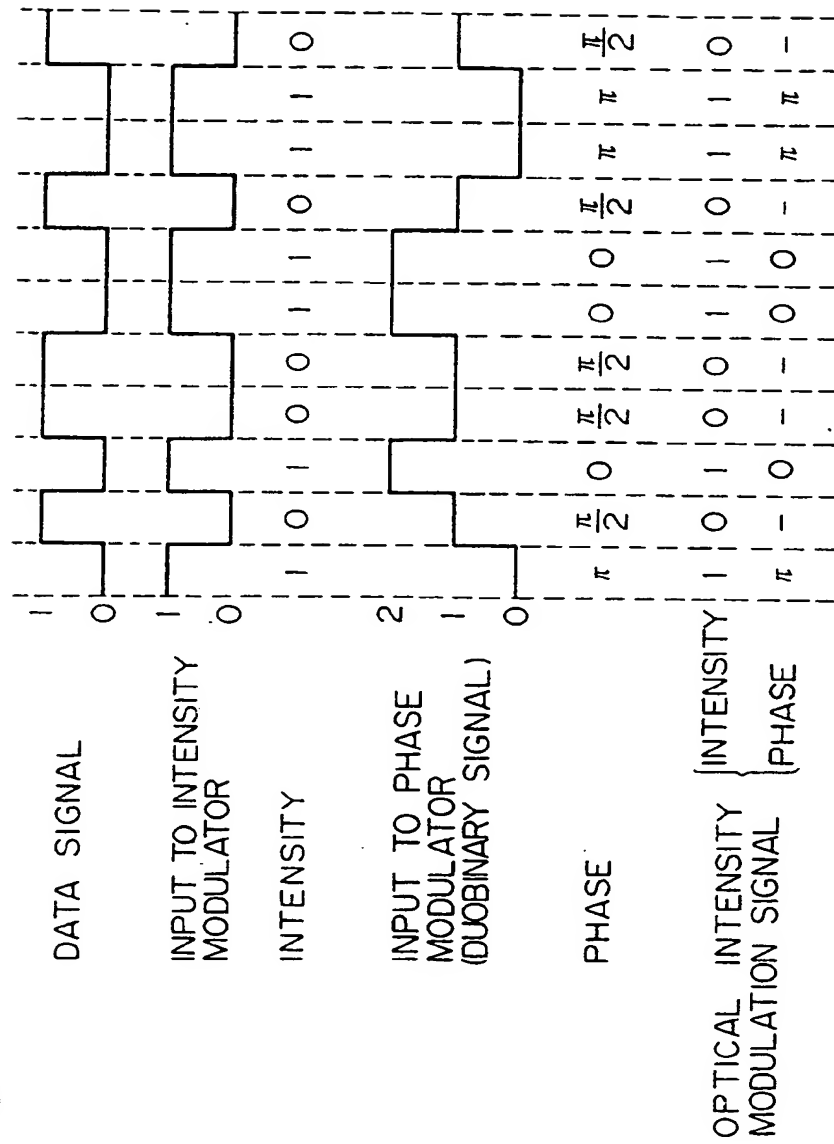 DATA SIGNAL 1
0
INPUT TO INTENSITY 1
MODULATOR 0
INTENSITY 1 0 1 0 0 1 1 0 1 1 0
INPUT TO PHASE 2
MODULATOR 1
(DUOBINARY SIGNAL) 0
PHASE π π/2 0 π/2 π/2 0 0 π/2 π π π/2
OPTICAL INTENSITY
MODULATION SIGNAL
INTENSITY 1 0 1 0 0 1 1 0 1 1 0
PHASE π - 0 - - 0 0 - π π -